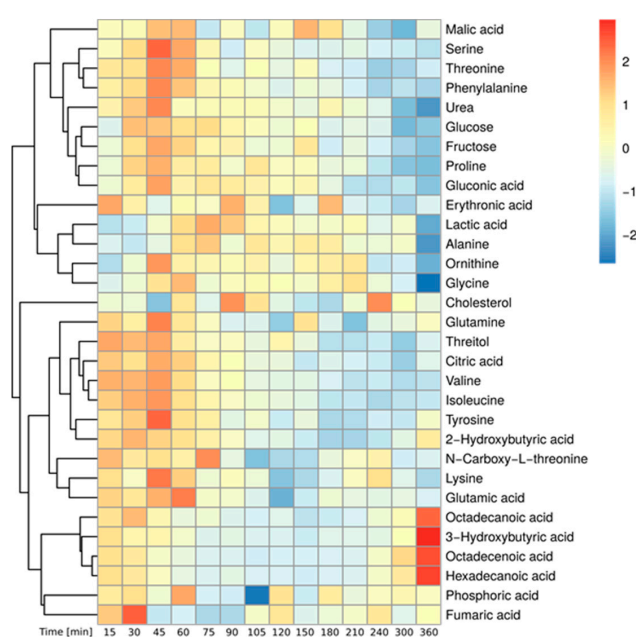 Malic acid
Serine
Threonine
Phenylalanine
Urea
Glucose
Fructose
Proline
Gluconic acid
Erythronic acid
Lactic acid
Alanine
Ornithine
Glycine
Cholesterol
Glutamine
Threitol
Citric acid
Valine
Isoleucine
Tyrosine
2-Hydroxybutyric acid
N-Carboxy-L-threonine
Lysine
Glutamic acid
Octadecanoic acid
3-Hydroxybutyric acid
Octadecenoic acid
Hexadecanoic acid
Phosphoric acid
Fumaric acid
Time [min] 15 30 45 60 75 90 105 120 150 180 210 240 300 360
2
1
0
-1
-2